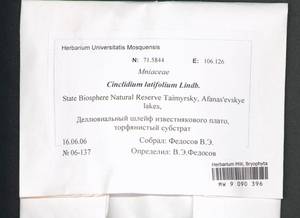 Herbarium Universitatis Mosquensis
N: 71.5844 E: 106.126
Mniaceae
Cinclidium latifolium Lindb.
State Biosphere Natural Reserve Taimyrsky, Afanas'evskye
lakes,
Деллювиальный шлейф известнякового плато,
торфянистый субстрат
16.06.06 Собрал: Федосов В.Э.
№ 06-137 Определил: В.Э.Федосов
Herbarium MW, Bryophyta
MW 9 090 396